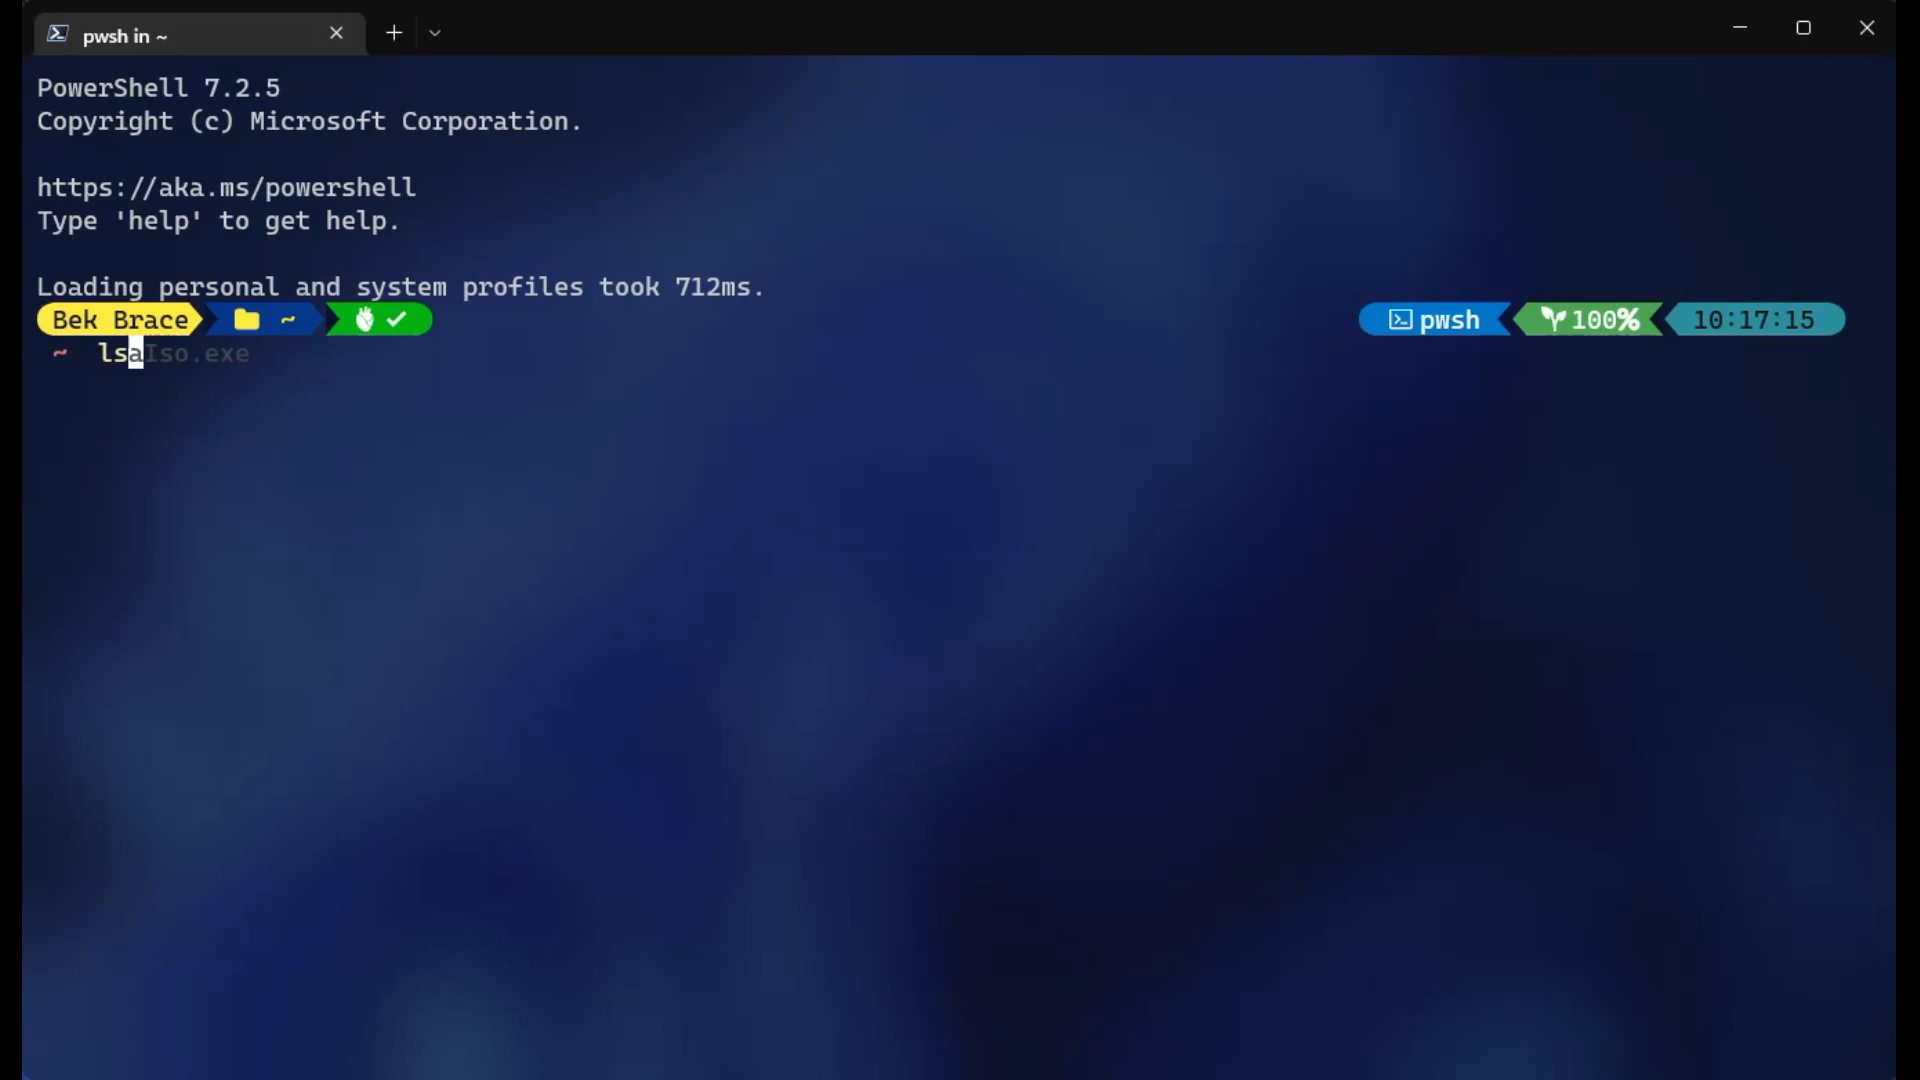 pwsh in ~
PowerShell 7.2.5
Copyright (c) Microsoft Corporation.
https://aka.ms/powershell
Type 'help' to get help.
Loading personal and system profiles took 712ms.
Bek Brace ~ pwsh 100% 10:17:15
~ lsaIso.exe